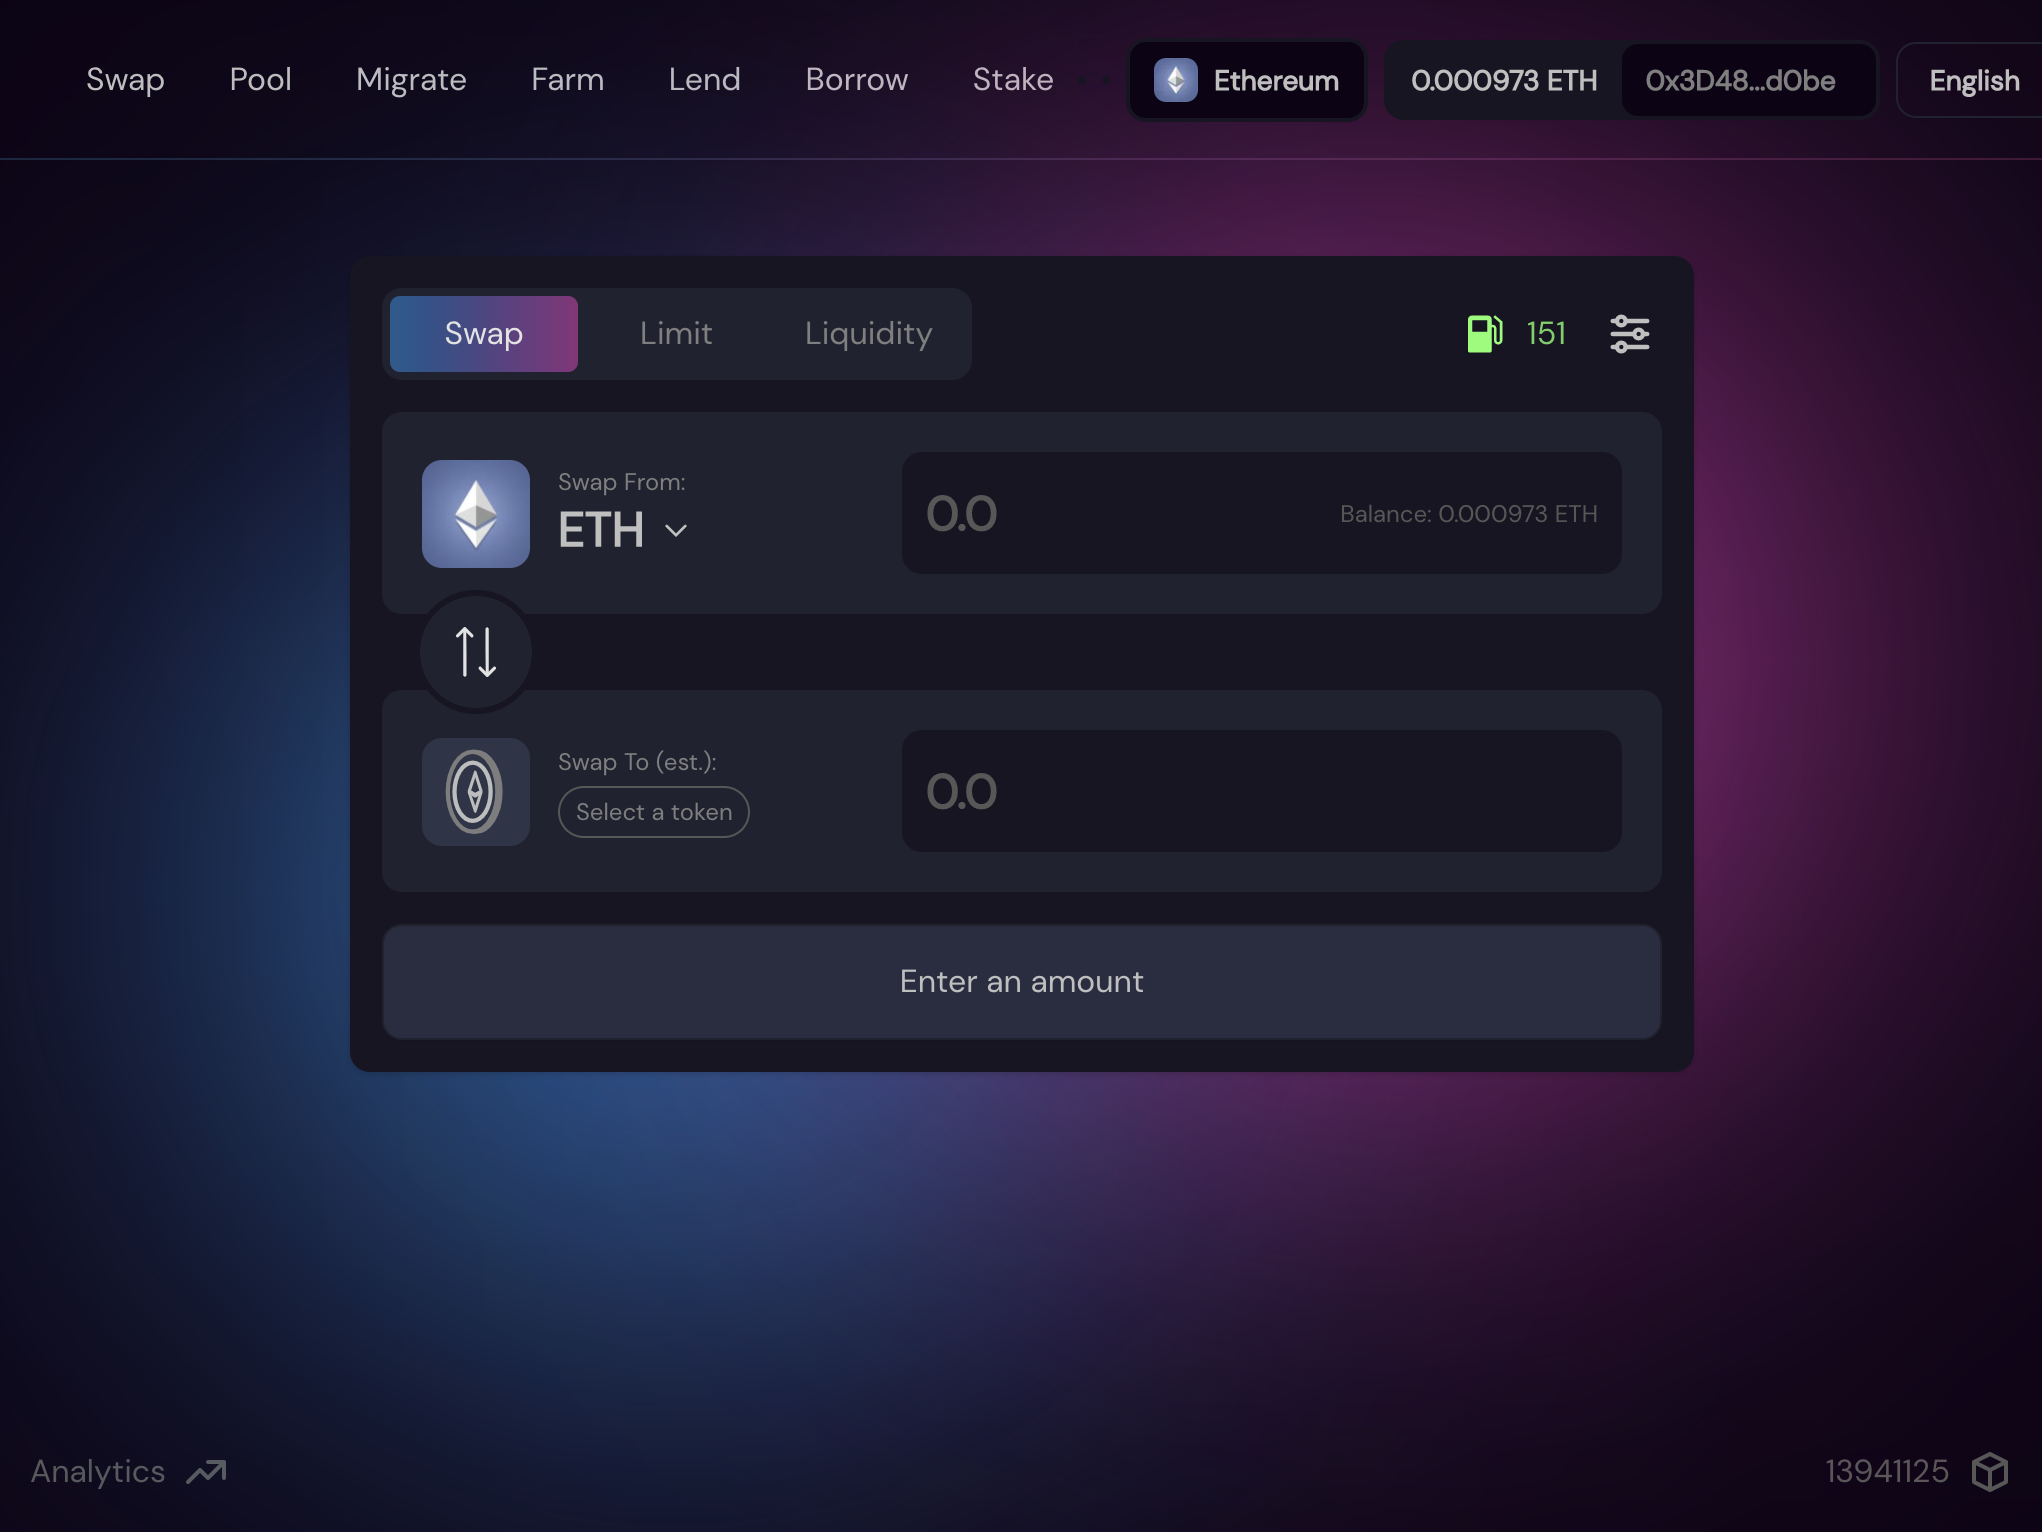 Swap Pool Migrate Farm Lend Borrow Stake Ethereum 0.000973 ETH 0x3D48...d0be English
Swap Limit Liquidity 151
Swap From:
ETH
0.0 Balance: 0.000973 ETH
Swap To (est.):
Select a token
0.0
Enter an amount
Analytics 13941125